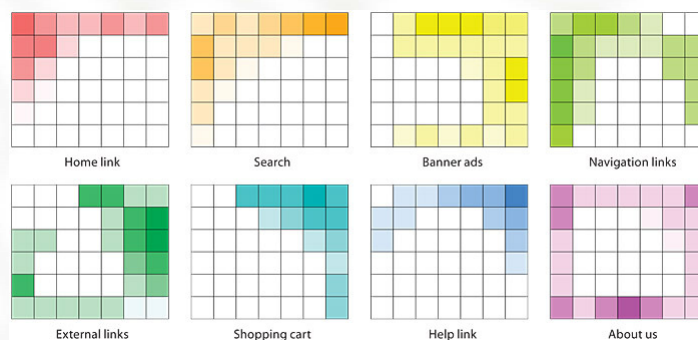 Home link
Search
Banner ads
Navigation links
External links
Shopping cart
Help link
About us